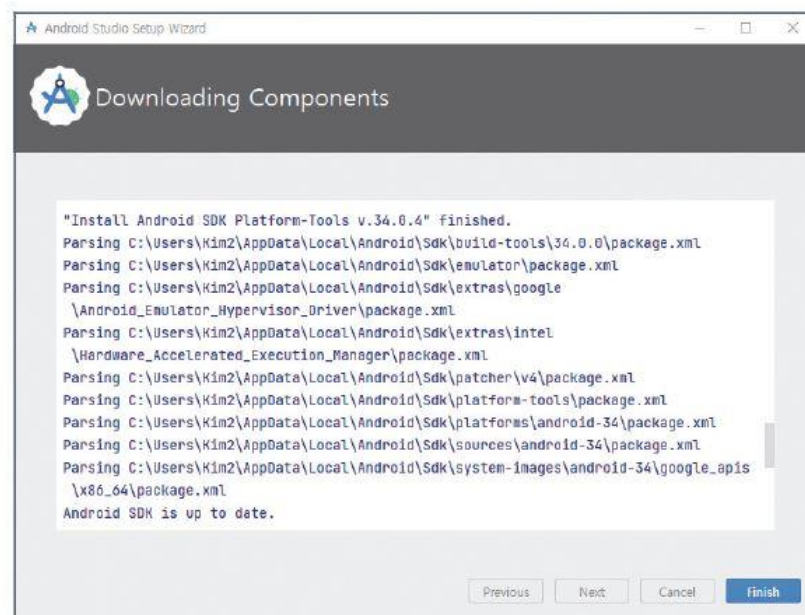 Android Studio Setup Wizard
Downloading Components
"Install Android SDK Platform-Tools v.34.0.4" finished.
Parsing C:\Users\Kim2\AppData\Local\Android\Sdk\build-tools\34.0.0\package.xml
Parsing C:\Users\Kim2\AppData\Local\Android\Sdk\emulator\package.xml
Parsing C:\Users\Kim2\AppData\Local\Android\Sdk\extras\google
\Android_Emulator_Hypervisor_Driver\package.xml
Parsing C:\Users\Kim2\AppData\Local\Android\Sdk\extras\intel
\Hardware_Accelerated_Execution_Manager\package.xml
Parsing C:\Users\Kim2\AppData\Local\Android\Sdk\patcher\v4\package.xml
Parsing C:\Users\Kim2\AppData\Local\Android\Sdk\platform-tools\package.xml
Parsing C:\Users\Kim2\AppData\Local\Android\Sdk\platforms\android-34\package.xml
Parsing C:\Users\Kim2\AppData\Local\Android\Sdk\sources\android-34\package.xml
Parsing C:\Users\Kim2\AppData\Local\Android\Sdk\system-images\android-34\google_apis
\x86_64\package.xml
Android SDK is up to date.
Previous Next Cancel Finish